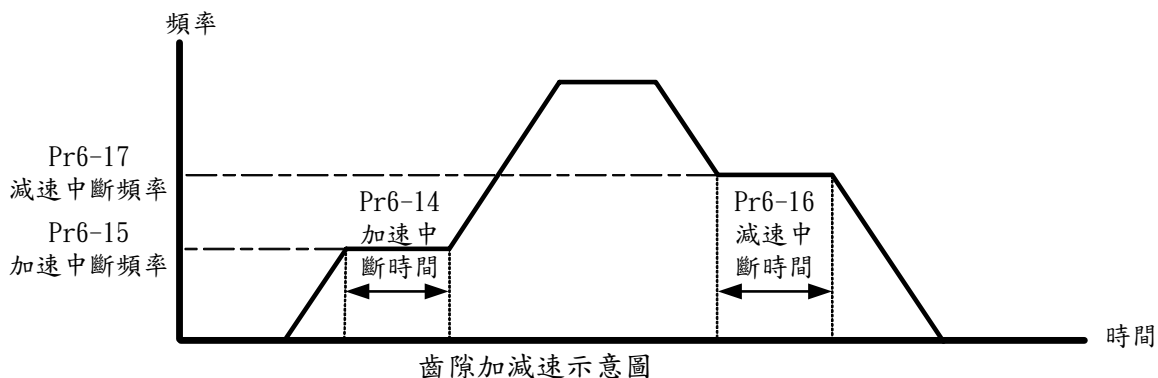 頻率
Pr6-17
減速中斷頻率
Pr6-15
加速中斷頻率
Pr6-14
加速中
斷時間
Pr6-16
減速中
斷時間
時間
齒隙加減速示意圖